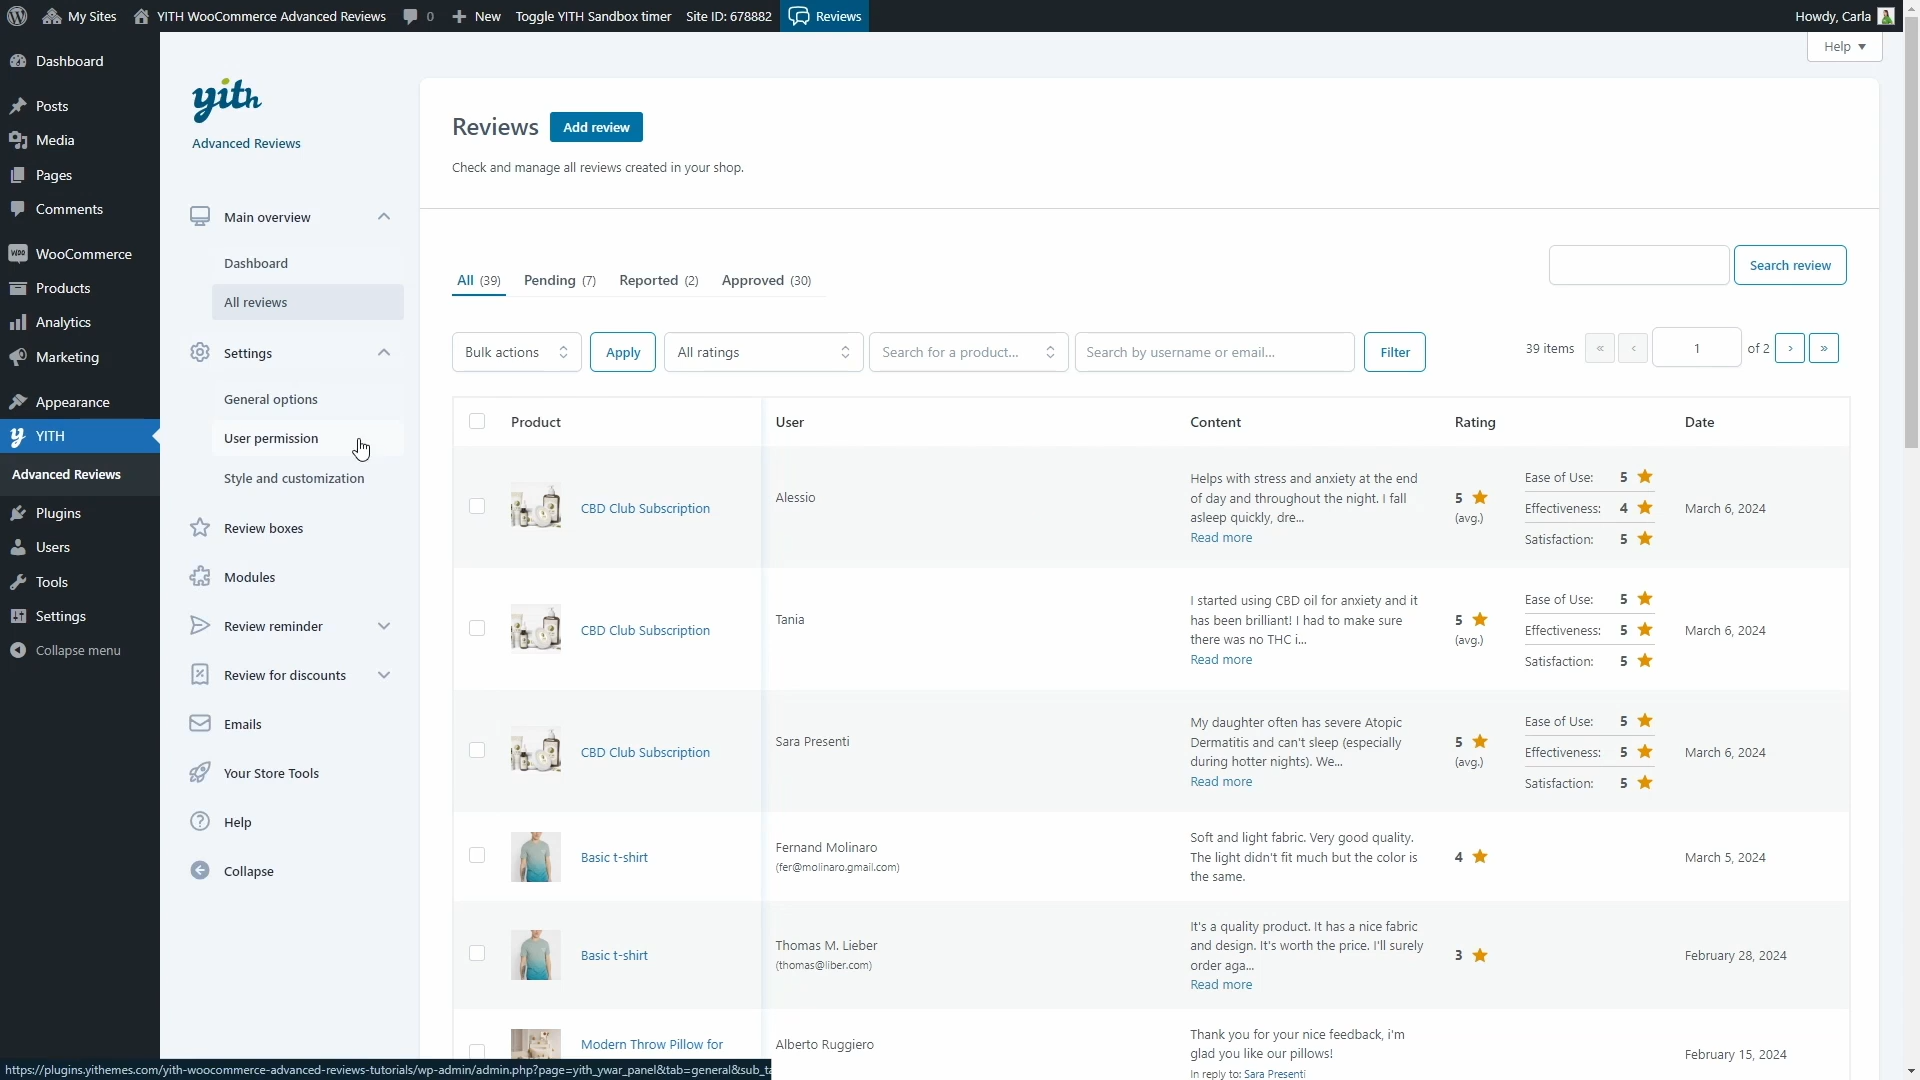 My Sites YITH WooCommerce Advanced Reviews 0 New Toggle YITH Sandbox timer Site ID: 678882 Reviews Howdy, Carla
Help
Dashboard
Posts
Media
Pages
Comments
WooCommerce
Products
Analytics
Marketing
Appearance
YITH
Advanced Reviews
Plugins
Users
Tools
Settings
Collapse menu
yith
Advanced Reviews
Main overview
Dashboard
All reviews
Settings
General options
User permission
Style and customization
Review boxes
Modules
Review reminder
Review for discounts
Emails
Your Store Tools
Help
Collapse
Reviews Add review
Check and manage all reviews created in your shop.
All (39) Pending (7) Reported (2) Approved (30)
Search review
Bulk actions Apply All ratings Search for a product... Search by username or email... Filter 39 items « ‹ 1 of 2 › »
Product User Content Rating Date
CBD Club Subscription
Alessio
Helps with stress and anxiety at the end
of day and throughout the night. I fall
asleep quickly, dre...
Read more
5
(avg.)
Ease of Use: 5
Effectiveness: 4
Satisfaction: 5
March 6, 2024
CBD Club Subscription
Tania
I started using CBD oil for anxiety and it
has been brilliant! I had to make sure
there was no THC i...
Read more
5
(avg.)
Ease of Use: 5
Effectiveness: 5
Satisfaction: 5
March 6, 2024
CBD Club Subscription
Sara Presenti
My daughter often has severe Atopic
Dermatitis and can't sleep (especially
during hotter nights). We...
Read more
5
(avg.)
Ease of Use: 5
Effectiveness: 5
Satisfaction: 5
March 6, 2024
Basic t-shirt
Fernand Molinaro
(fer@molinaro.gmail.com)
Soft and light fabric. Very good quality.
The light didn't fit much but the color is
the same.
4
March 5, 2024
Basic t-shirt
Thomas M. Lieber
(thomas@liber.com)
It's a quality product. It has a nice fabric
and design. It's worth the price. I'll surely
order aga...
Read more
3
February 28, 2024
Modern Throw Pillow for
Alberto Ruggiero
Thank you for your nice feedback, i'm
glad you like our pillows!
In reply to: Sara Presenti
February 15, 2024
https://plugins.yithemes.com/yith-woocommerce-advanced-reviews-tutorials/wp-admin/admin.php?page=yith_ywar_panel&tab=general&sub_ta